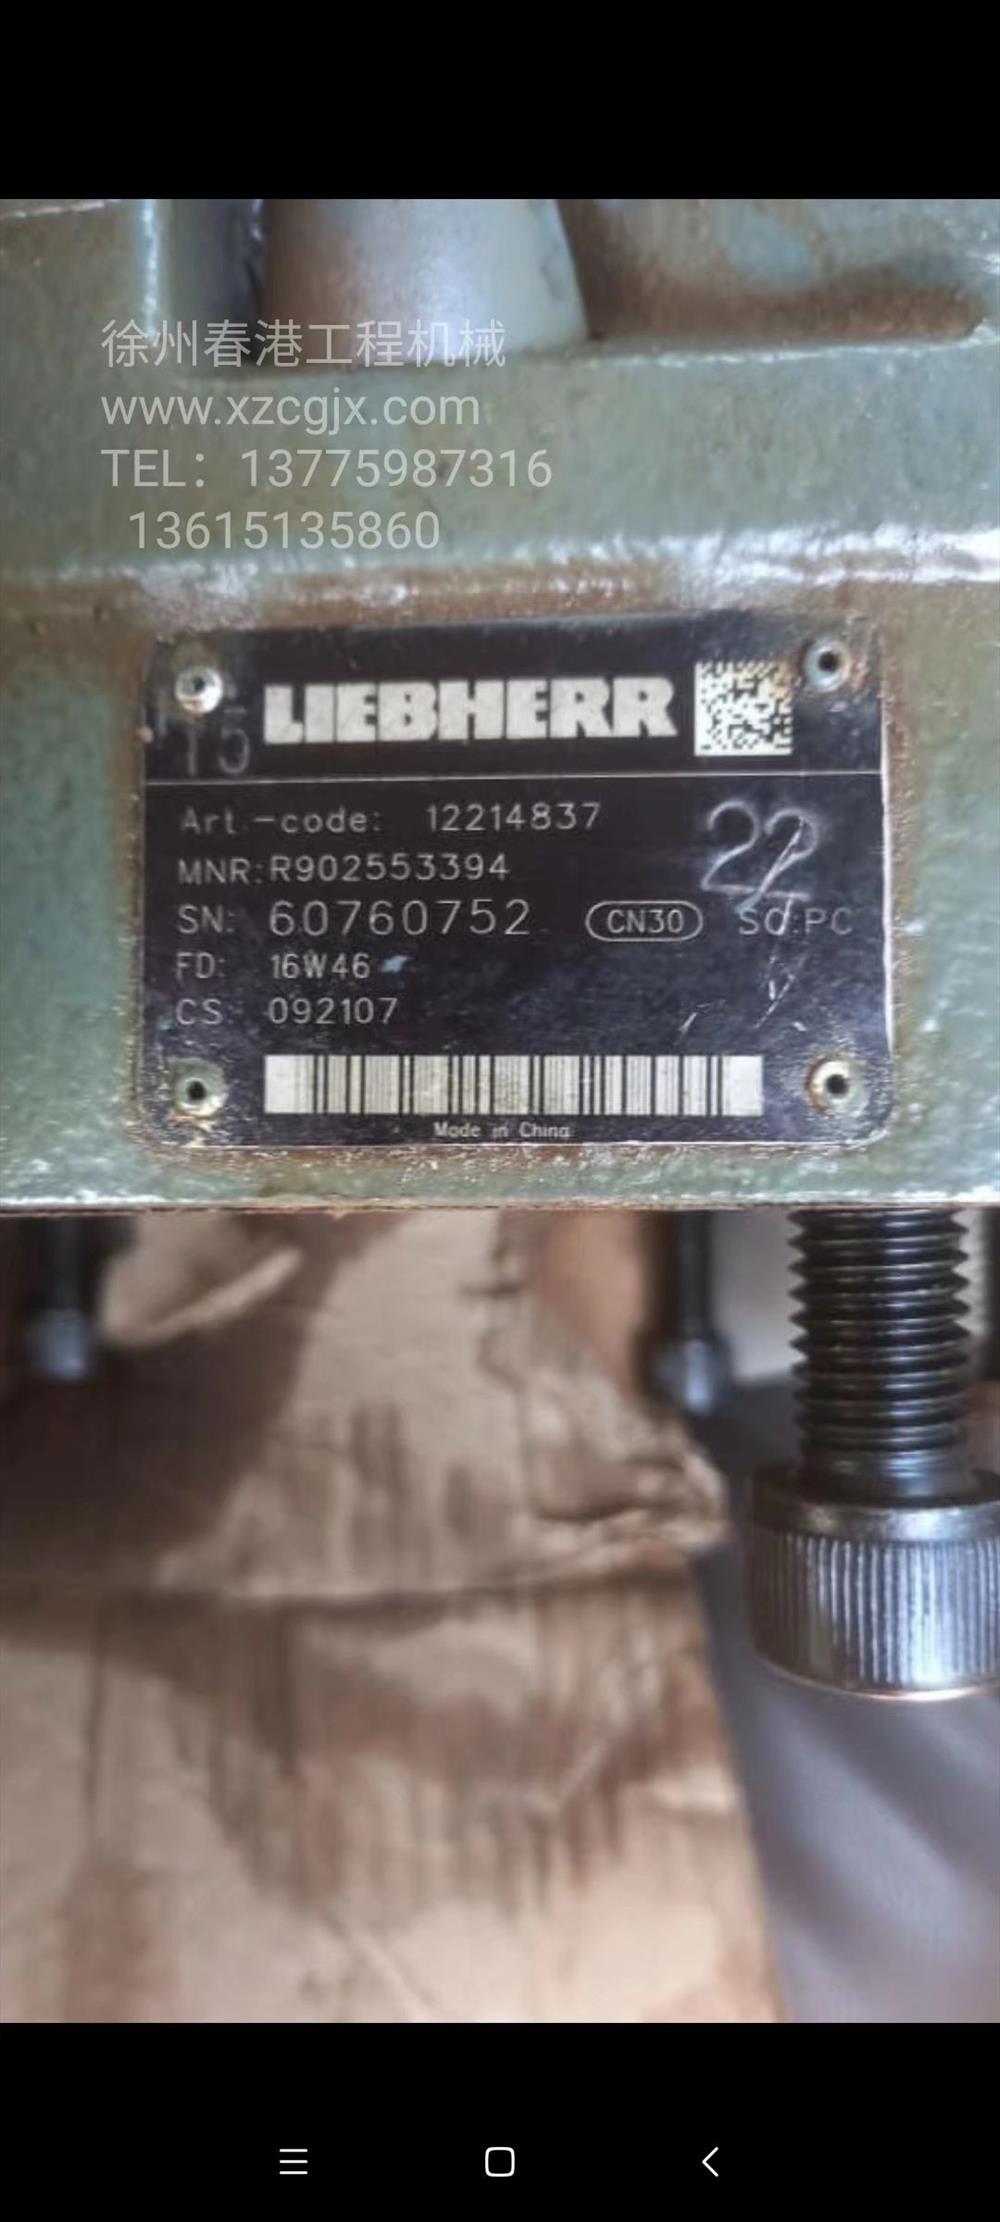 徐州春港工程机械
www.xzcgjx.com
TEL：13775987316
13615135860
LIEBHERR
15
Art.-code: 12214837
22
MNR: R902553394
SN: 60760752 CN30 SO:PC
FD: 16W46
CS: 092107
Made in China